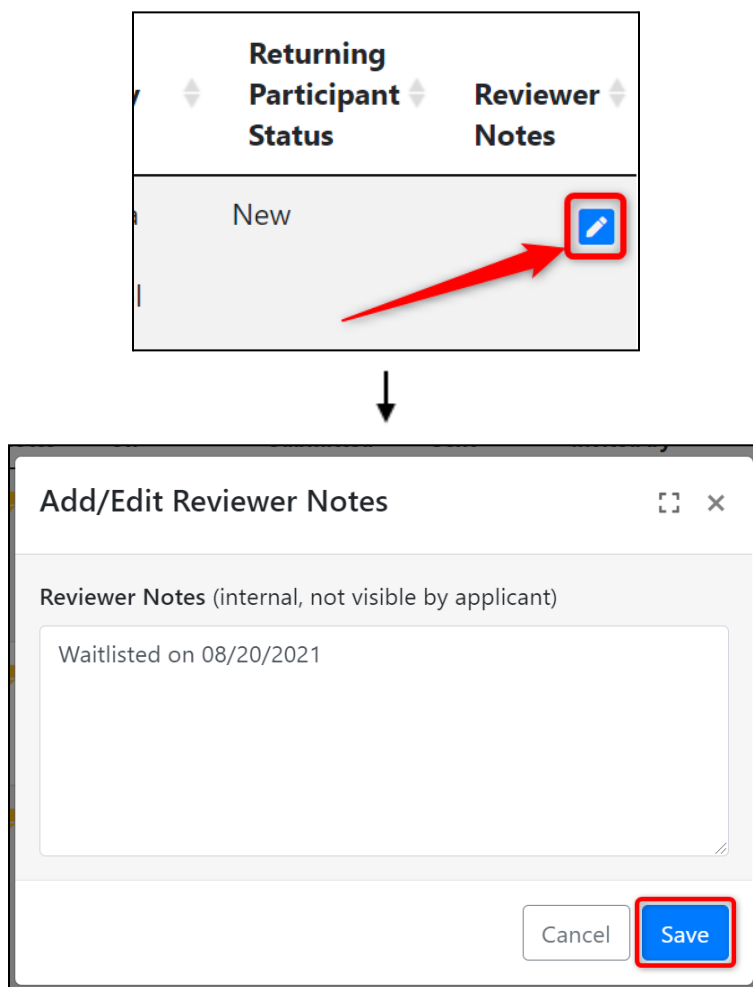 Returning
Participant
Status
Reviewer
Notes
New
Add/Edit Reviewer Notes
Reviewer Notes (internal, not visible by applicant)
Waitlisted on 08/20/2021
Cancel
Save